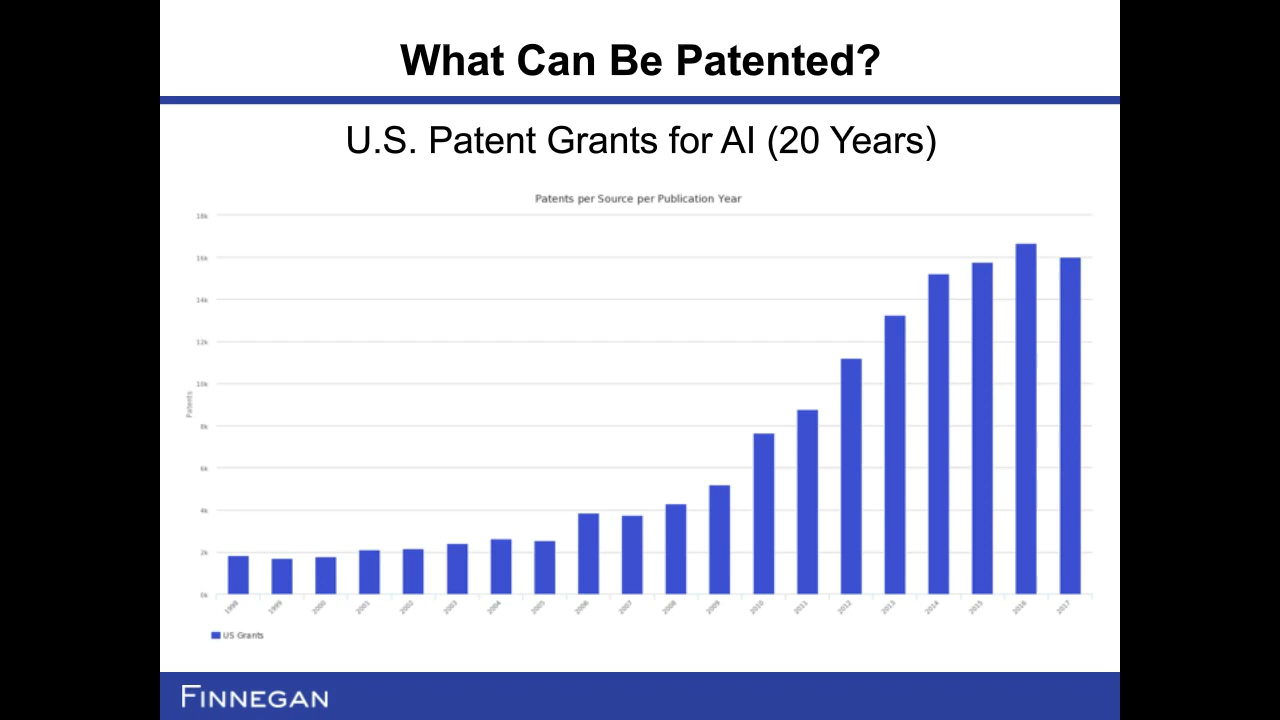 What Can Be Patented?
U.S. Patent Grants for AI (20 Years)
Patents per Source per Publication Year
18k
16k
14k
12k
10k
8k
6k
4k
2k
0k
Patents
1998
1999
2000
2001
2002
2003
2004
2005
2006
2007
2008
2009
2010
2011
2012
2013
2014
2015
2016
2017
US Grants
FINNEGAN